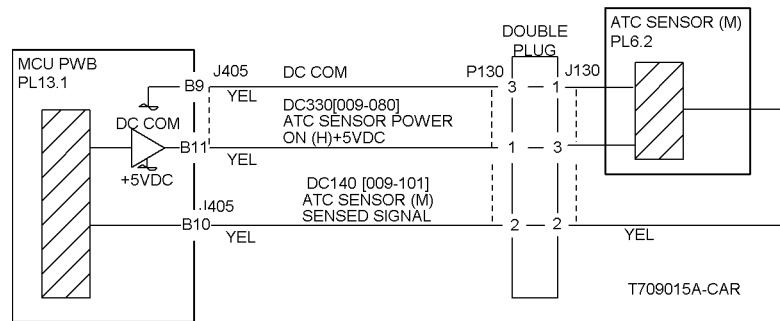 ATC SENSOR (M)
PL6.2
DOUBLE
PLUG
MCU PWB
PL13.1
J405
DC COM
P130
J130
B9
3
1
YEL
DC330[009-080]
ATC SENSOR POWER
ON (H)+5VDC
DC COM
B11
1
3
YEL
+5VDC
DC140 [009-101]
ATC SENSOR (M)
SENSED SIGNAL
J405
B10
2
2
YEL
YEL
T709015A-CAR